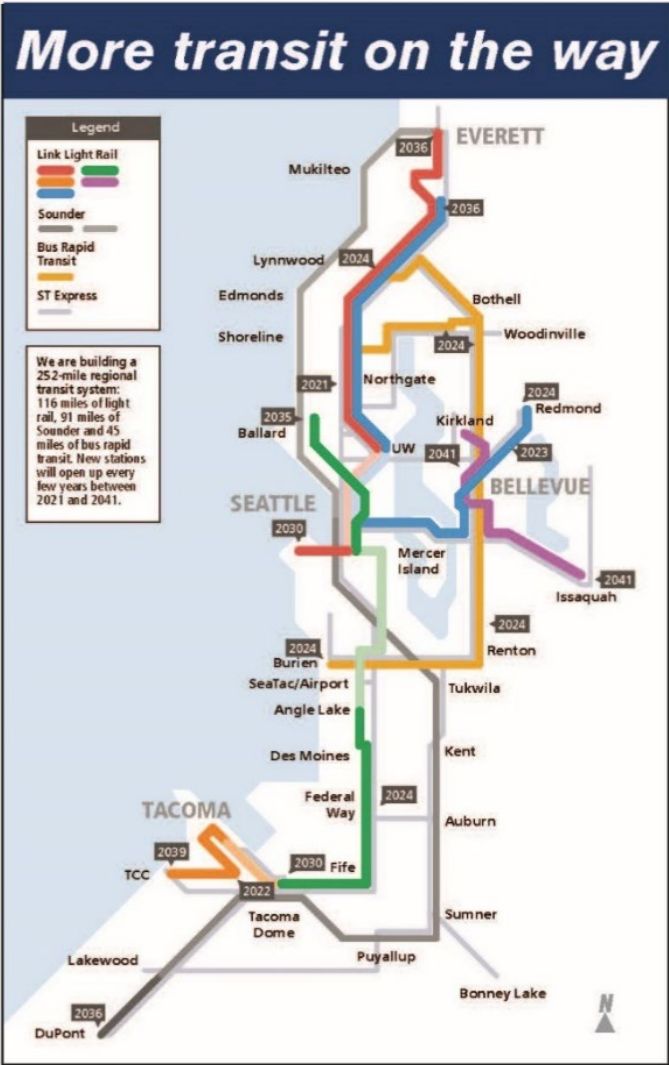 More transit on the way
Legend
Link Light Rail
Sounder
Bus Rapid
Transit
ST Express
We are building a
252-mile regional
transit system:
116 miles of light
rail, 91 miles of
Sounder and 45
miles of bus rapid
transit. New stations
will open up every
few years between
2021 and 2041.
EVERETT
2036
Mukilteo
2036
Lynnwood
2024
Edmonds
Bothell
Shoreline
Woodinville
2024
2021
Northgate
2024
Redmond
2035
Ballard
Kirkland
UW
2041
2023
SEATTLE
BELLEVUE
2030
Mercer
Island
2041
Issaquah
2024
2024
Burien
Renton
SeaTac/Airport
Tukwila
Angle Lake
Des Moines
Kent
2024
Federal
Way
TACOMA
Auburn
2039
TCC
2030
Fife
2022
Tacoma
Dome
Sumner
Puyallup
Lakewood
Bonney Lake
2036
DuPont
N